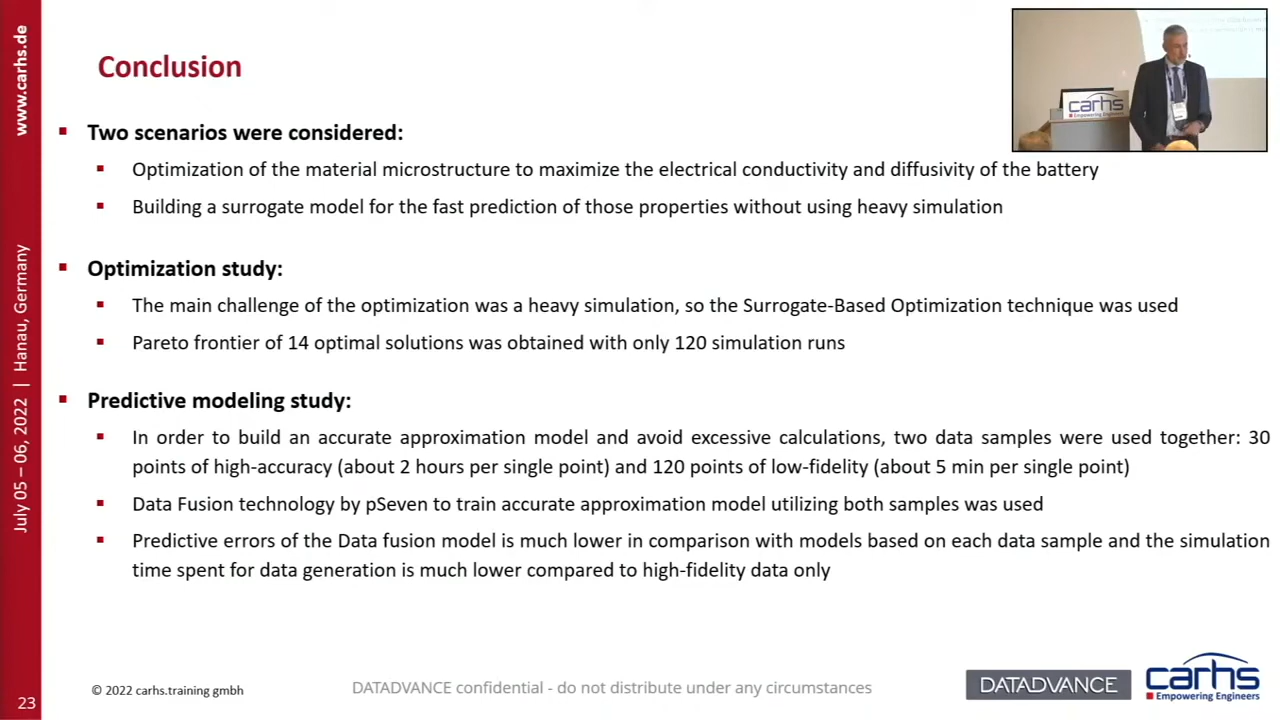 Conclusion
Two scenarios were considered:
Optimization of the material microstructure to maximize the electrical conductivity and diffusivity of the battery
Building a surrogate model for the fast prediction of those properties without using heavy simulation
Optimization study:
The main challenge of the optimization was a heavy simulation, so the Surrogate-Based Optimization technique was used
Pareto frontier of 14 optimal solutions was obtained with only 120 simulation runs
Predictive modeling study:
In order to build an accurate approximation model and avoid excessive calculations, two data samples were used together: 30
points of high-accuracy (about 2 hours per single point) and 120 points of low-fidelity (about 5 min per single point)
Data Fusion technology by pSeven to train accurate approximation model utilizing both samples was used
Predictive errors of the Data fusion model is much lower in comparison with models based on each data sample and the simulation
time spent for data generation is much lower compared to high-fidelity data only
www.carhs.de
July 05 – 06, 2022 | Hanau, Germany
23
© 2022 carhs.training gmbh
DATADVANCE confidential - do not distribute under any circumstances
DATADVANCE
carhs
Empowering Engineers
carhs
Empowering Engineers